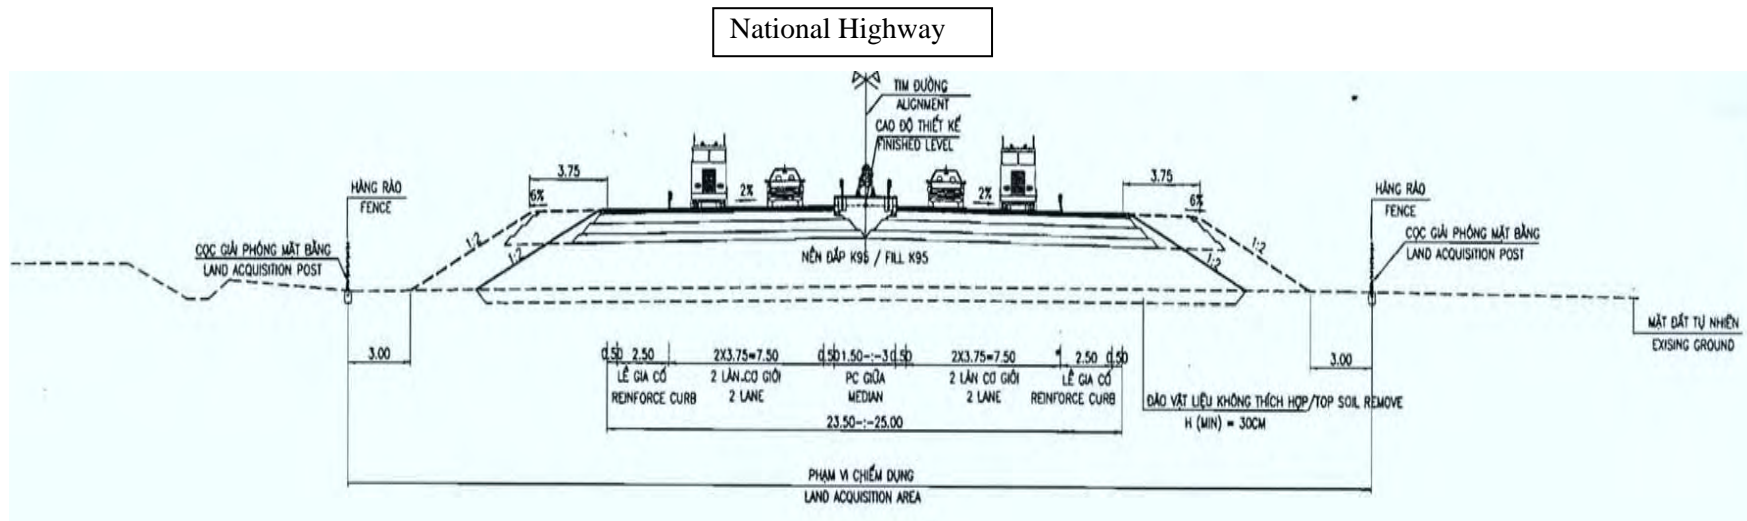 National Highway
TIM ĐƯỜNG
ALIGNMENT
CAO ĐỘ THIẾT KẾ
FINISHED LEVEL
3.75
3.75
6%
2%
2%
6%
HÀNG RÀO
FENCE
HÀNG RÀO
FENCE
1:2
1:2
1:2
1:2
CỌC GIẢI PHÓNG MẶT BẰNG
LAND ACQUISITION POST
CỌC GIẢI PHÓNG MẶT BẰNG
LAND ACQUISITION POST
NỀN ĐẮP K95 / FILL K95
MẶT ĐẤT TỰ NHIÊN
EXISING GROUND
3.00
0.50 2.50 2X3.75=7.50 0.50 1.50-:-3 0.50 2X3.75=7.50 2.50 0.50
3.00
LỀ GIA CỐ 2 LÀN CƠ GIỚI PC GIỮA 2 LÀN CƠ GIỚI LỀ GIA CỐ
REINFORCE CURB 2 LANE MEDIAN 2 LANE REINFORCE CURB
ĐÀO VẬT LIỆU KHÔNG THÍCH HỢP/TOP SOIL REMOVE
H (MIN) = 30CM
23.50-:-25.00
PHẠM VI CHIẾM DỤNG
LAND ACQUISITION AREA